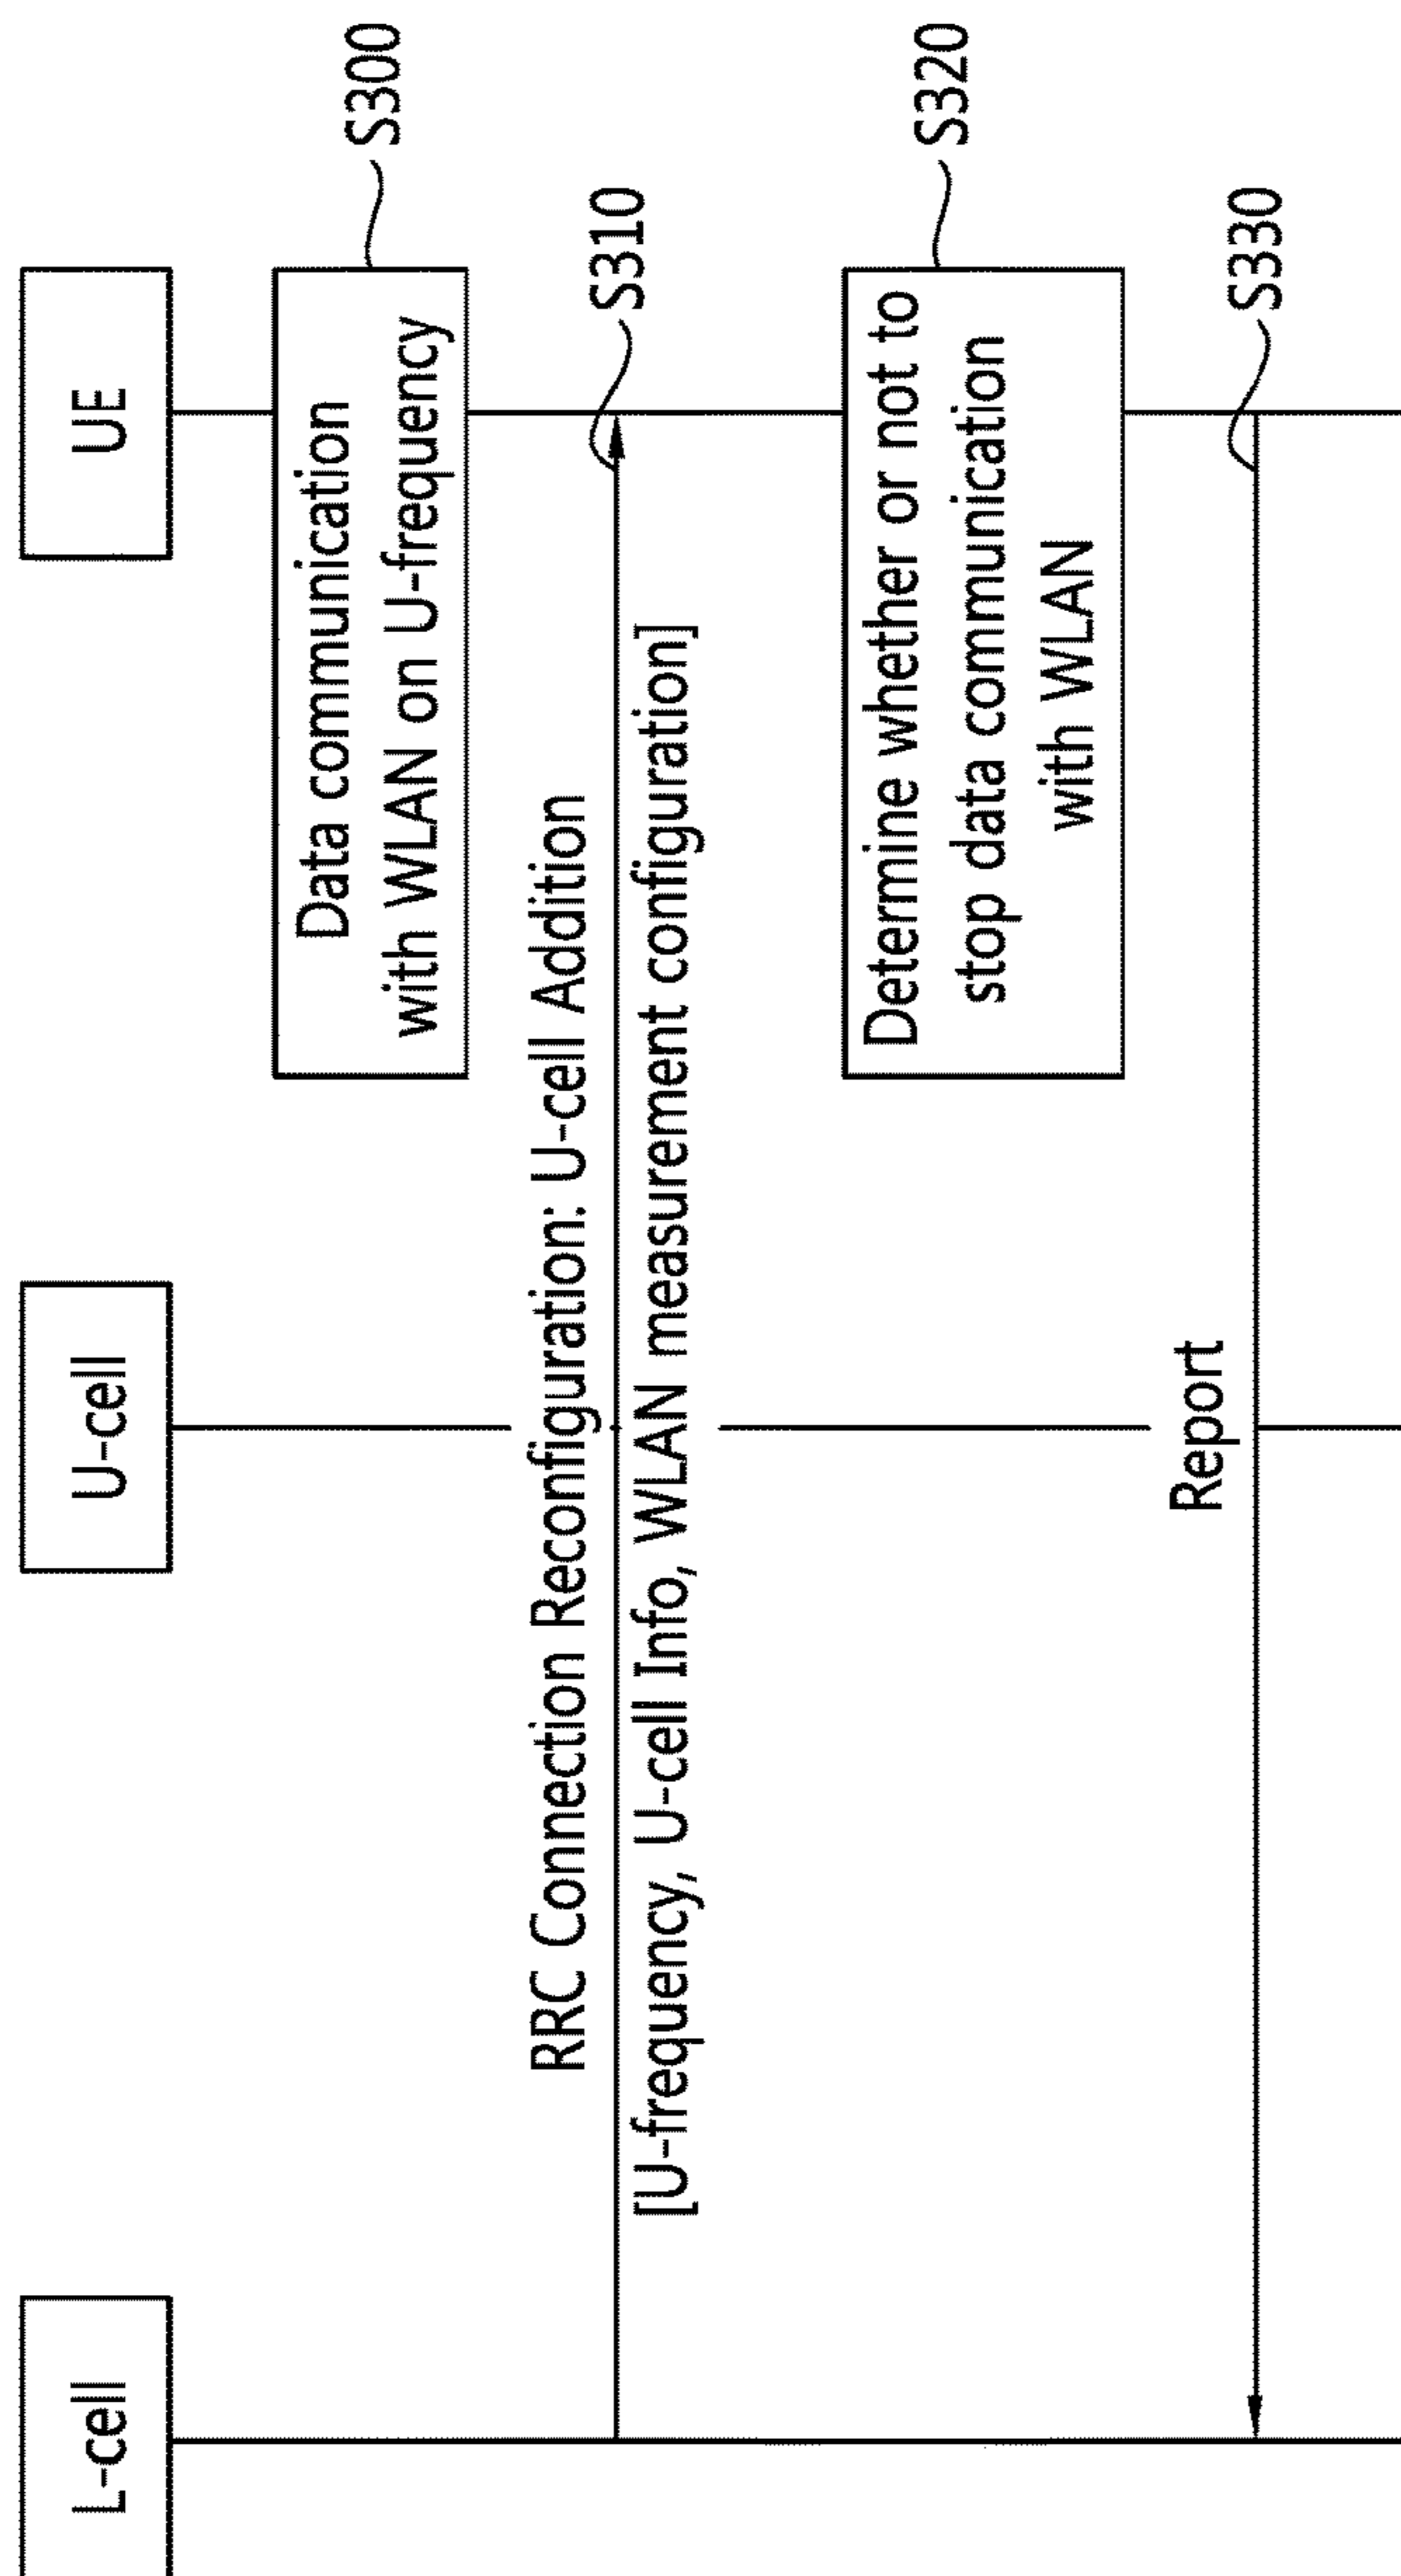 L-cell
U-cell
UE
Data communication
with WLAN on U-frequency
S300
RRC Connection Reconfiguration: U-cell Addition
[U-frequency, U-cell Info, WLAN measurement configuration]
S310
Determine whether or not to
stop data communication
with WLAN
S320
Report
S330